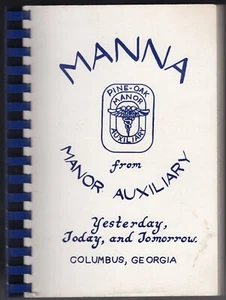 MANNA
PINE-OAK
MANOR
AUXILIARY
from
MANOR AUXILIARY
Yesterday,
Today, and Tomorrow.
COLUMBUS, GEORGIA